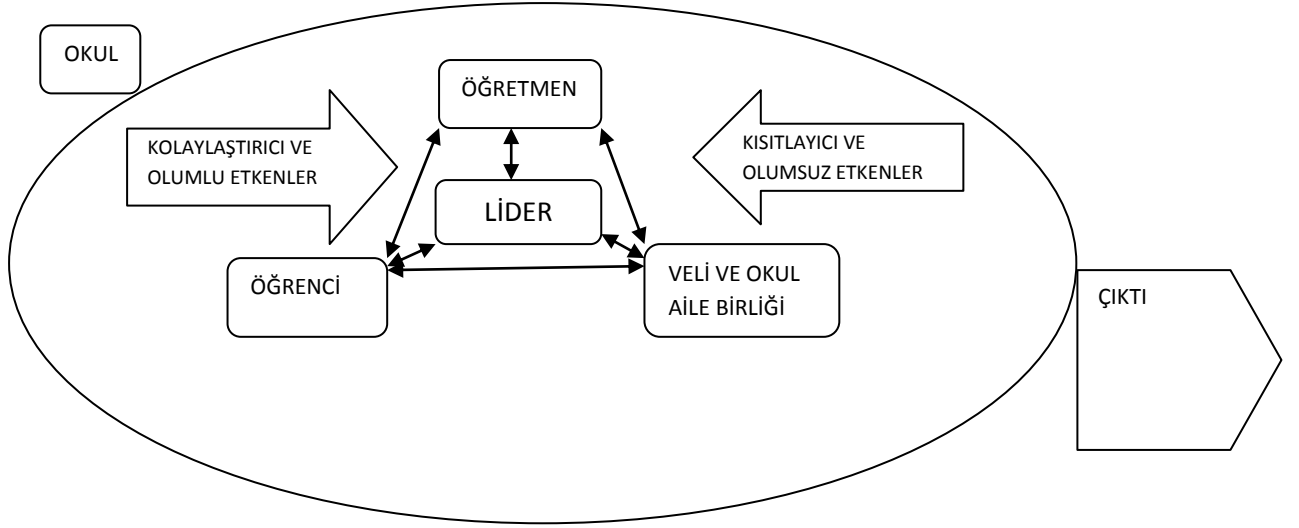 OKUL
ÖĞRETMEN
KOLAYLAŞTIRICI VE
OLUMLU ETKENLER
KISITLAYICI VE
OLUMSUZ ETKENLER
LİDER
ÖĞRENCİ
VELİ VE OKUL
AİLE BİRLİĞİ
ÇIKTI